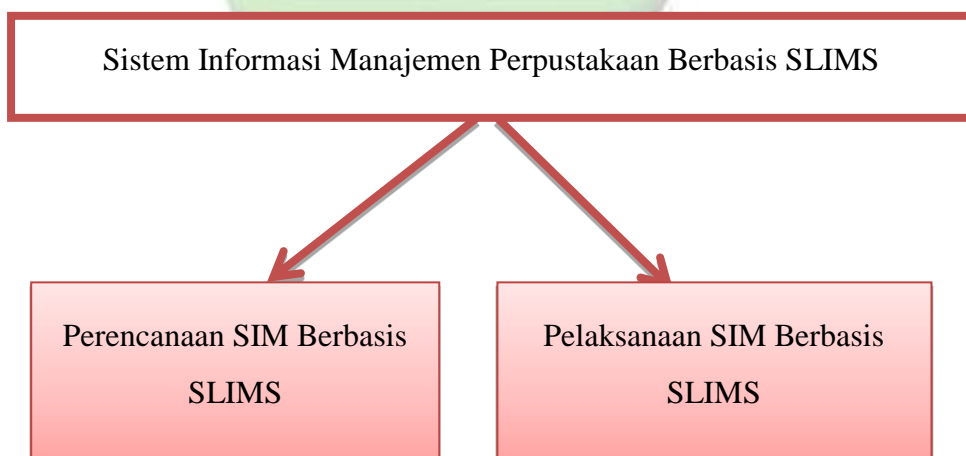 Sistem Informasi Manajemen Perpustakaan Berbasis SLIMS
Perencanaan SIM Berbasis
SLIMS
Pelaksanaan SIM Berbasis
SLIMS